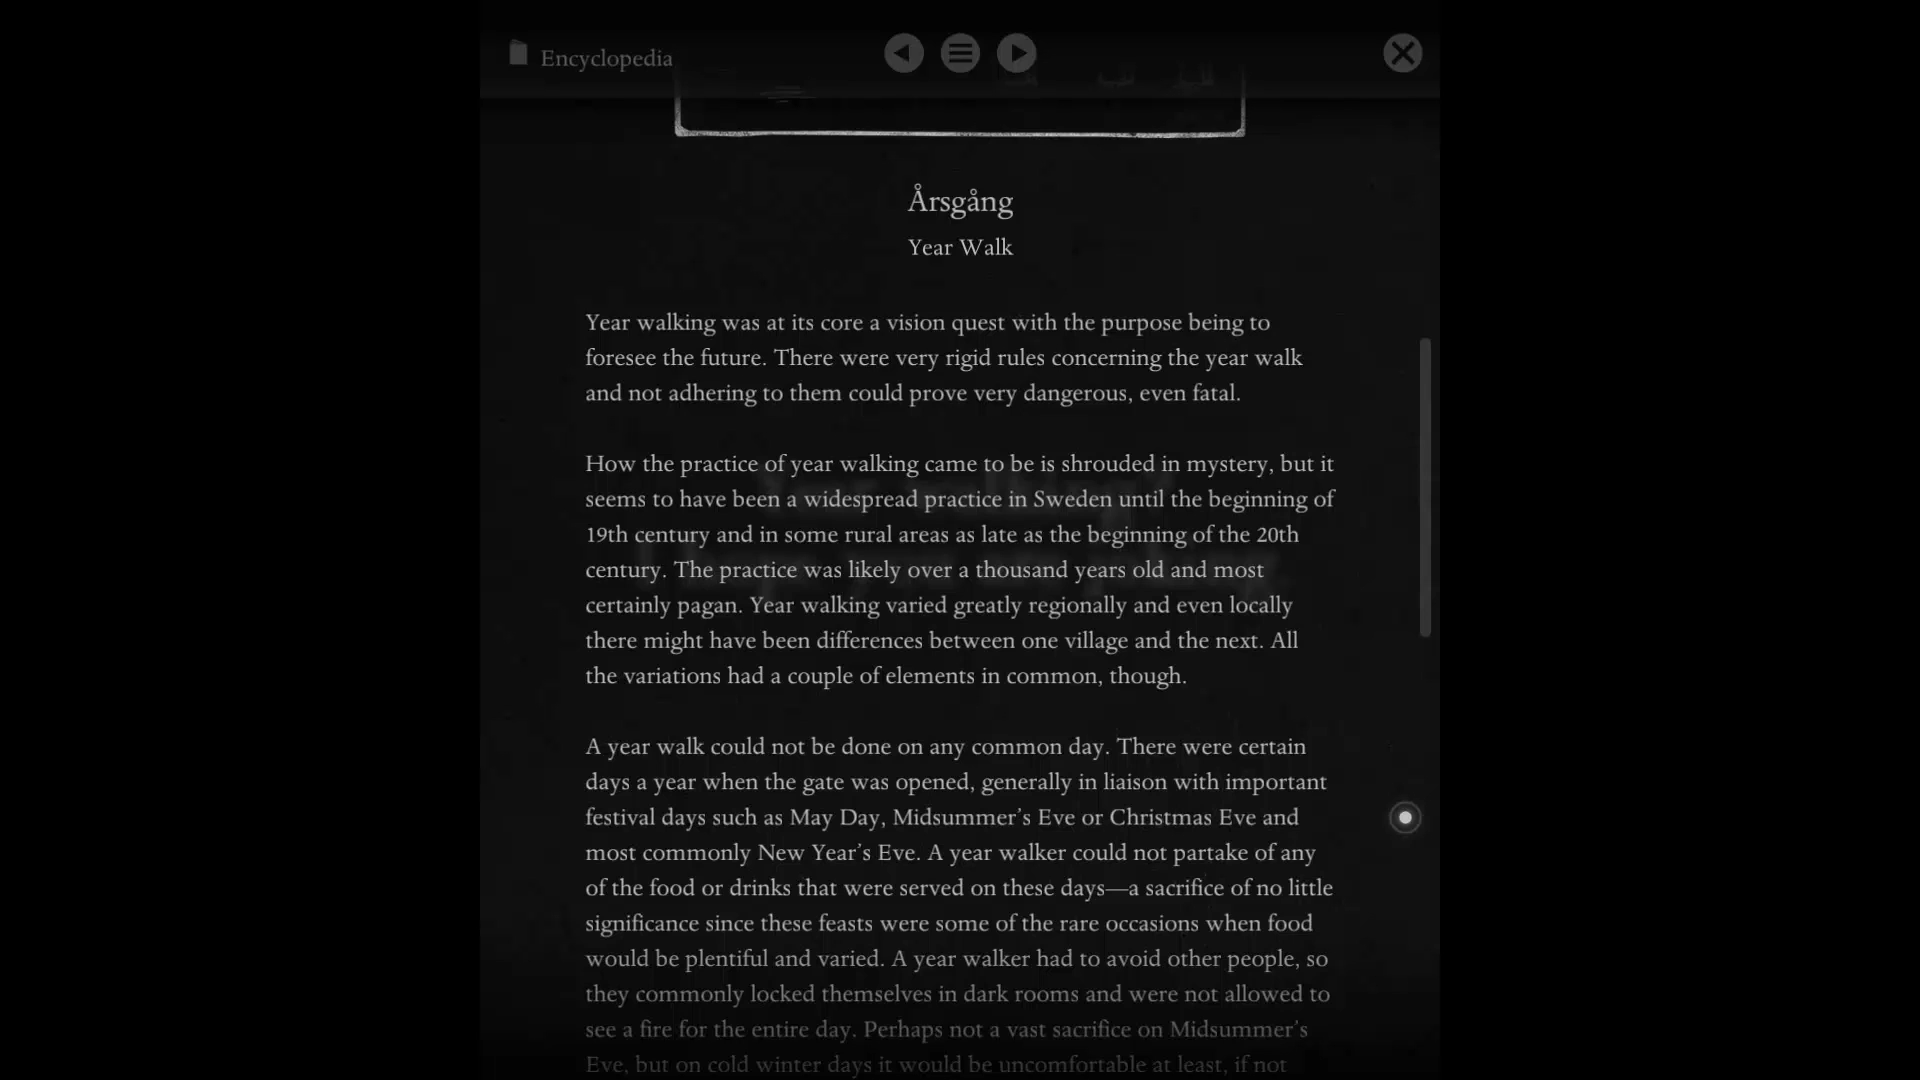 Encyclopedia
Årsgång
Year Walk
Year walking was at its core a vision quest with the purpose being to
foresee the future. There were very rigid rules concerning the year walk
and not adhering to them could prove very dangerous, even fatal.
How the practice of year walking came to be is shrouded in mystery, but it
seems to have been a widespread practice in Sweden until the beginning of
19th century and in some rural areas as late as the beginning of the 20th
century. The practice was likely over a thousand years old and most
certainly pagan. Year walking varied greatly regionally and even locally
there might have been differences between one village and the next. All
the variations had a couple of elements in common, though.
A year walk could not be done on any common day. There were certain
days a year when the gate was opened, generally in liaison with important
festival days such as May Day, Midsummer’s Eve or Christmas Eve and
most commonly New Year’s Eve. A year walker could not partake of any
of the food or drinks that were served on these days—a sacrifice of no little
significance since these feasts were some of the rare occasions when food
would be plentiful and varied. A year walker had to avoid other people, so
they commonly locked themselves in dark rooms and were not allowed to
see a fire for the entire day. Perhaps not a vast sacrifice on Midsummer’s
Eve, but on cold winter days it would be uncomfortable at least, if not